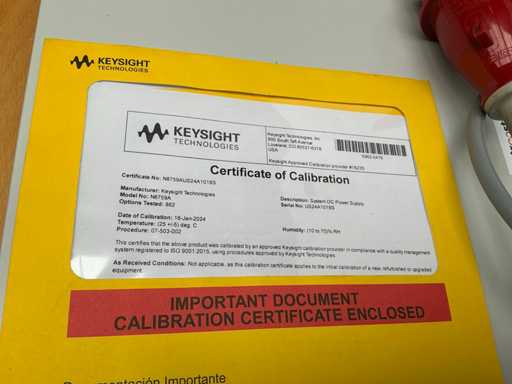 KEYSIGHT
TECHNOLOGIES
KEYSIGHT
TECHNOLOGIES
Keysight Technologies, Inc
900 South Taft Avenue
Loveland, CO 80537-6378
USA
Keysight Approved Calibration provider
Certificate of Calibration
Certificate No:
Manufacturer: Keysight Technologies
Model No: N8759A
Options Tested: 862
Description: System DC Power Supply
Serial No: US24A1018S
Date of Calibration: 18-Jan-2024
Temperature: (25 +/-5) deg. C
Procedure: 07-503-002
Humidity: (10 to 70)% RH
This certifies that the above product was calibrated by an approved Keysight calibration provider in compliance with a quality management
system registered to ISO 9001:2015, using procedures approved by Keysight Technologies.
As Received Conditions: Not applicable, as this calibration certificate applies to the initial calibration of a new, refurbished or upgraded
equipment.
IMPORTANT DOCUMENT
CALIBRATION CERTIFICATE ENCLOSED
Documentación Importante